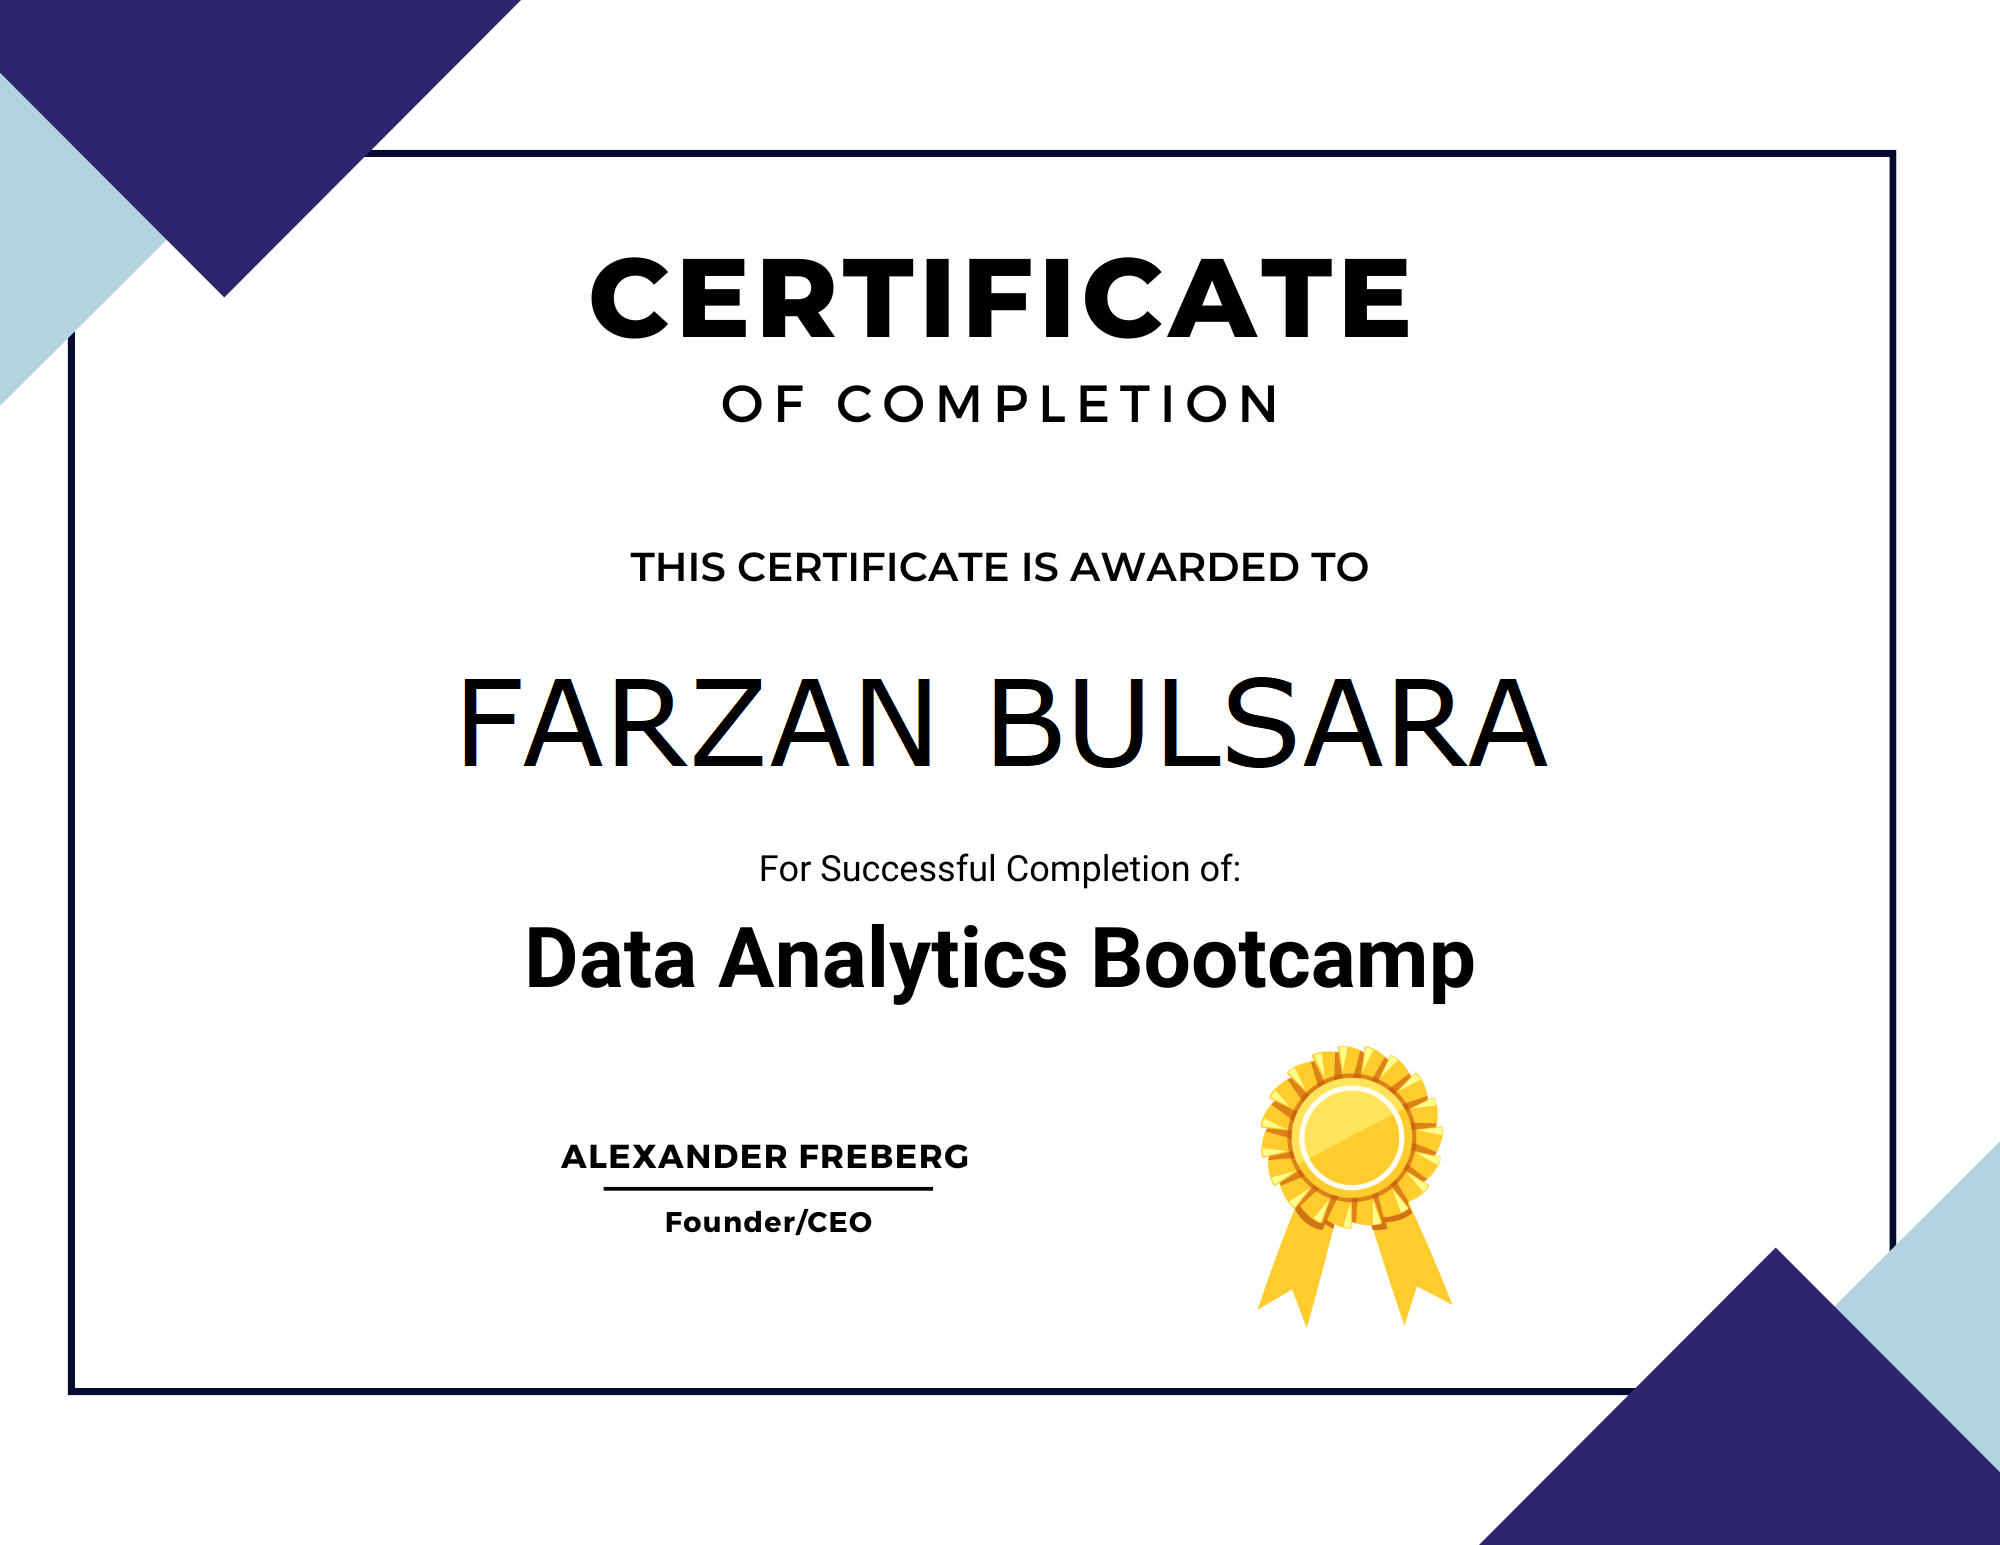 CERTIFICATE
OF COMPLETION
THIS CERTIFICATE IS AWARDED TO
FARZAN BULSARA
For Successful Completion of:
Data Analytics Bootcamp
ALEXANDER FREBERG
Founder/CEO